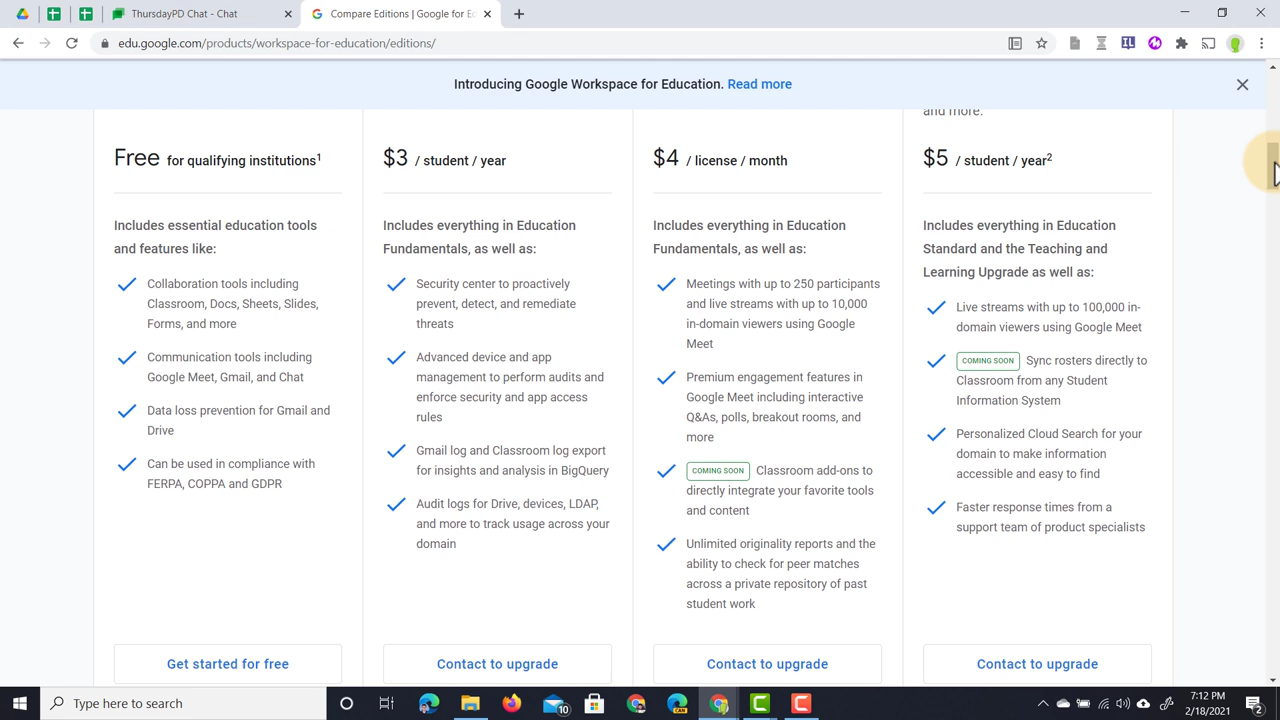 ThursdayPD Chat - Chat
Compare Editions | Google for Ed
edu.google.com/products/workspace-for-education/editions/
Introducing Google Workspace for Education. Read more
and more.
Free for qualifying institutions1
Includes essential education tools
and features like:
Collaboration tools including
Classroom, Docs, Sheets, Slides,
Forms, and more
Communication tools including
Google Meet, Gmail, and Chat
Data loss prevention for Gmail and
Drive
Can be used in compliance with
FERPA, COPPA and GDPR
Get started for free
$3 / student / year
Includes everything in Education
Fundamentals, as well as:
Security center to proactively
prevent, detect, and remediate
threats
Advanced device and app
management to perform audits and
enforce security and app access
rules
Gmail log and Classroom log export
for insights and analysis in BigQuery
Audit logs for Drive, devices, LDAP,
and more to track usage across your
domain
Contact to upgrade
$4 / license / month
Includes everything in Education
Fundamentals, as well as:
Meetings with up to 250 participants
and live streams with up to 10,000
in-domain viewers using Google
Meet
Premium engagement features in
Google Meet including interactive
Q&As, polls, breakout rooms, and
more
COMING SOON Classroom add-ons to
directly integrate your favorite tools
and content
Unlimited originality reports and the
ability to check for peer matches
across a private repository of past
student work
Contact to upgrade
$5 / student / year2
Includes everything in Education
Standard and the Teaching and
Learning Upgrade as well as:
Live streams with up to 100,000 in-
domain viewers using Google Meet
COMING SOON Sync rosters directly to
Classroom from any Student
Information System
Personalized Cloud Search for your
domain to make information
accessible and easy to find
Faster response times from a
support team of product specialists
Contact to upgrade
Type here to search
10
CAN
7:12 PM
2/18/2021
2